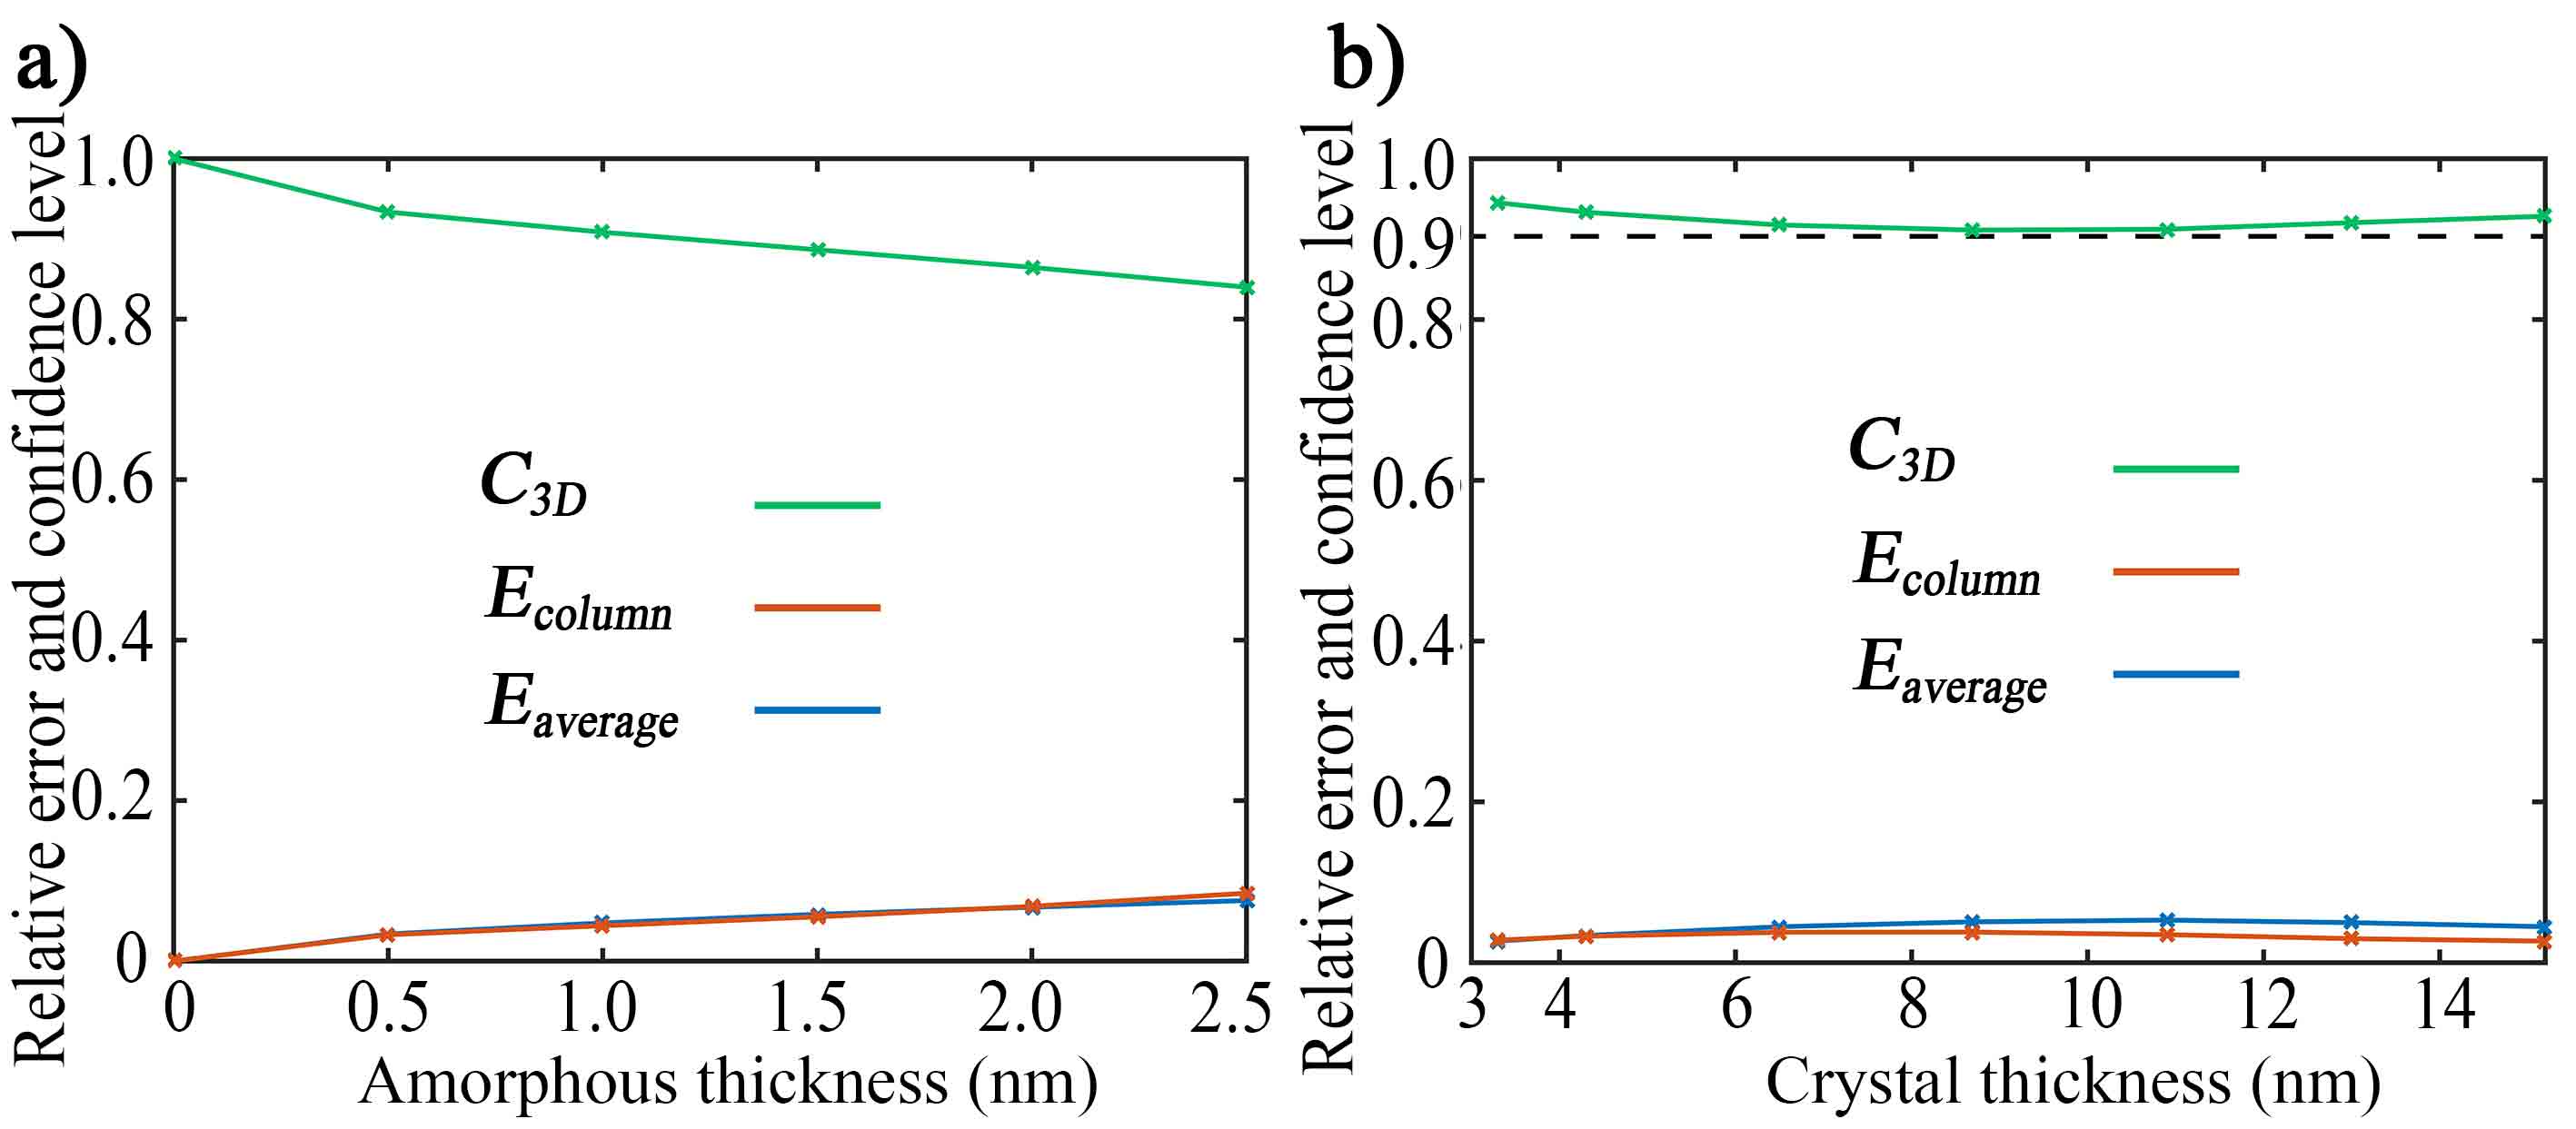 a)
Relative error and confidence level
1.0
0.8
0.6
0.4
0.2
0
0 0.5 1.0 1.5 2.0 2.5
Amorphous thickness (nm)
C3D
Ecolumn
Eaverage
b)
Relative error and confidence level
1.0
0.9
0.8
0.6
0.4
0.2
0
3 4 6 8 10 12 14
Crystal thickness (nm)
C3D
Ecolumn
Eaverage